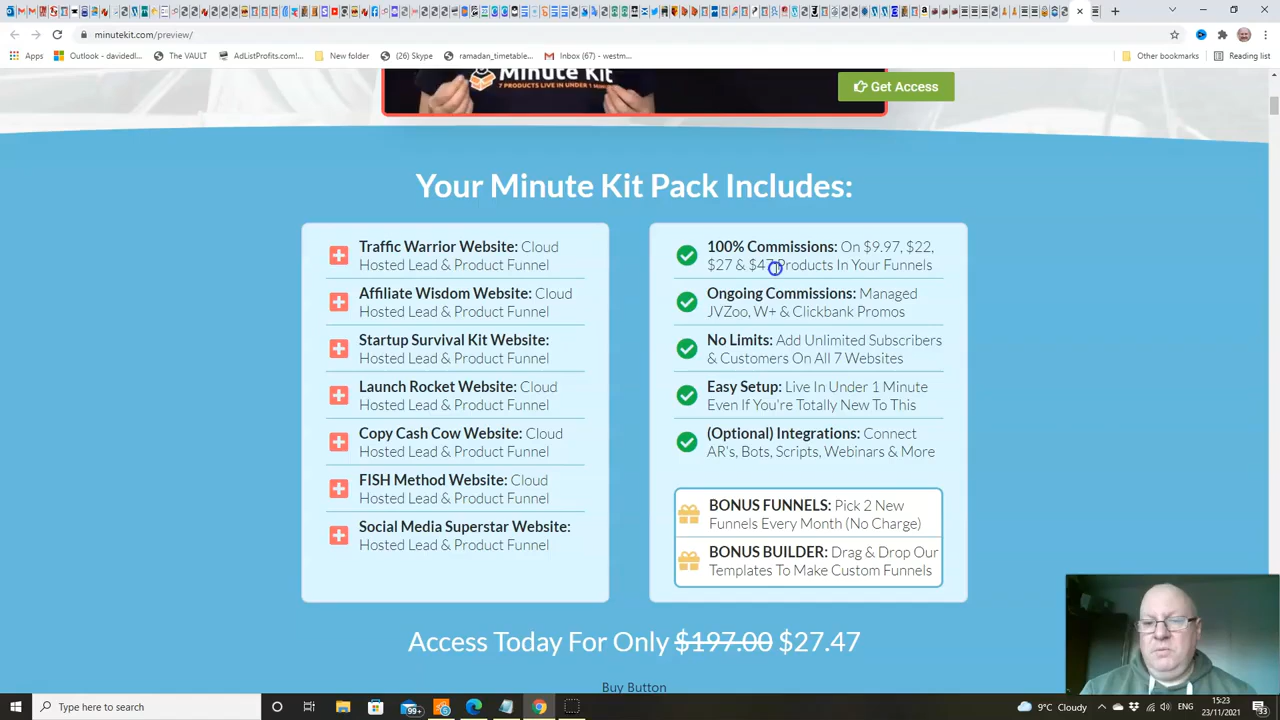 minutekit.com/preview/
Apps
Outlook - davidedl...
The VAULT
AdListProfits.com!...
New folder
(26) Skype
ramadan_timetable...
Inbox (67) - westm...
Other bookmarks
Reading list
Minute Kit
Get Access
Your Minute Kit Pack Includes:
Traffic Warrior Website: Cloud
Hosted Lead & Product Funnel
Affiliate Wisdom Website: Cloud
Hosted Lead & Product Funnel
Startup Survival Kit Website:
Hosted Lead & Product Funnel
Launch Rocket Website: Cloud
Hosted Lead & Product Funnel
Copy Cash Cow Website: Cloud
Hosted Lead & Product Funnel
FISH Method Website: Cloud
Hosted Lead & Product Funnel
Social Media Superstar Website:
Hosted Lead & Product Funnel
100% Commissions: On $9.97, $22,
$27 & $47 Products In Your Funnels
Ongoing Commissions: Managed
JVZoo, W+ & Clickbank Promos
No Limits: Add Unlimited Subscribers
& Customers On All 7 Websites
Easy Setup: Live In Under 1 Minute
Even If You're Totally New To This
(Optional) Integrations: Connect
AR's, Bots, Scripts, Webinars & More
BONUS FUNNELS: Pick 2 New
Funnels Every Month (No Charge)
BONUS BUILDER: Drag & Drop Our
Templates To Make Custom Funnels
Access Today For Only $197.00 $27.47
Buy Button
Type here to search
99+
9°C Cloudy
ENG
15:23
23/11/2021